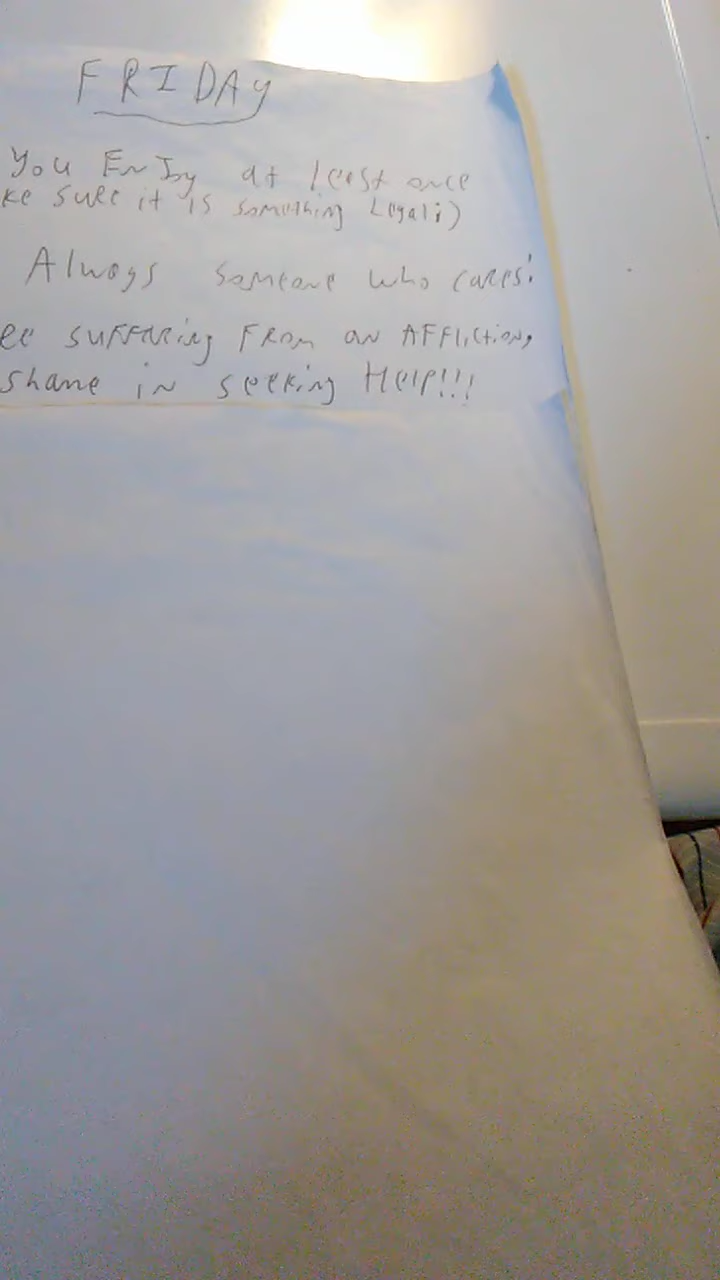 FRIDAY
You EnJoy at least once
ke sure it is something Legal;)
Always someone who cares!
ee suffering From an AFFliction,
shame in seeking Help!!!